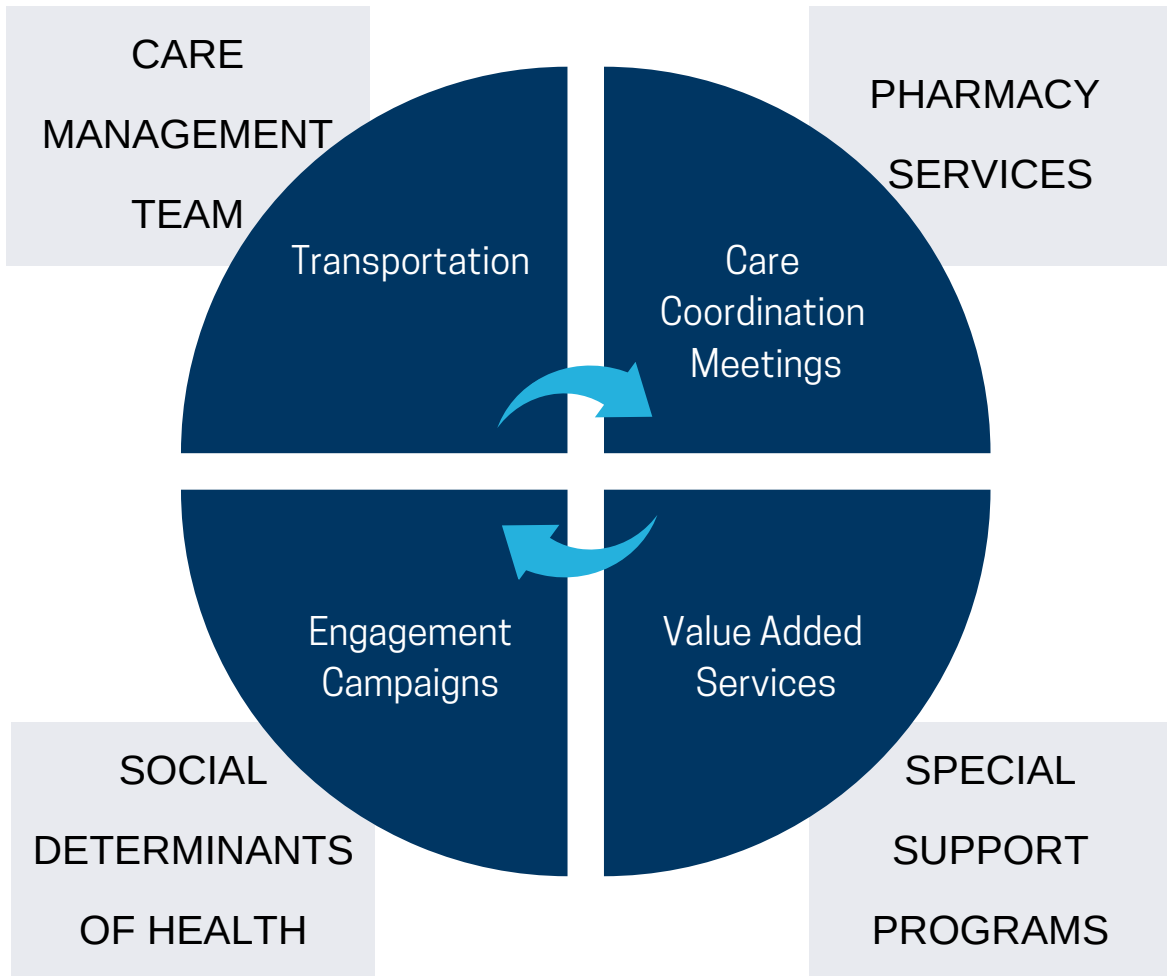 CARE
MANAGEMENT
TEAM
PHARMACY
SERVICES
Transportation
Care
Coordination
Meetings
Engagement
Campaigns
Value Added
Services
SOCIAL
DETERMINANTS
OF HEALTH
SPECIAL
SUPPORT
PROGRAMS